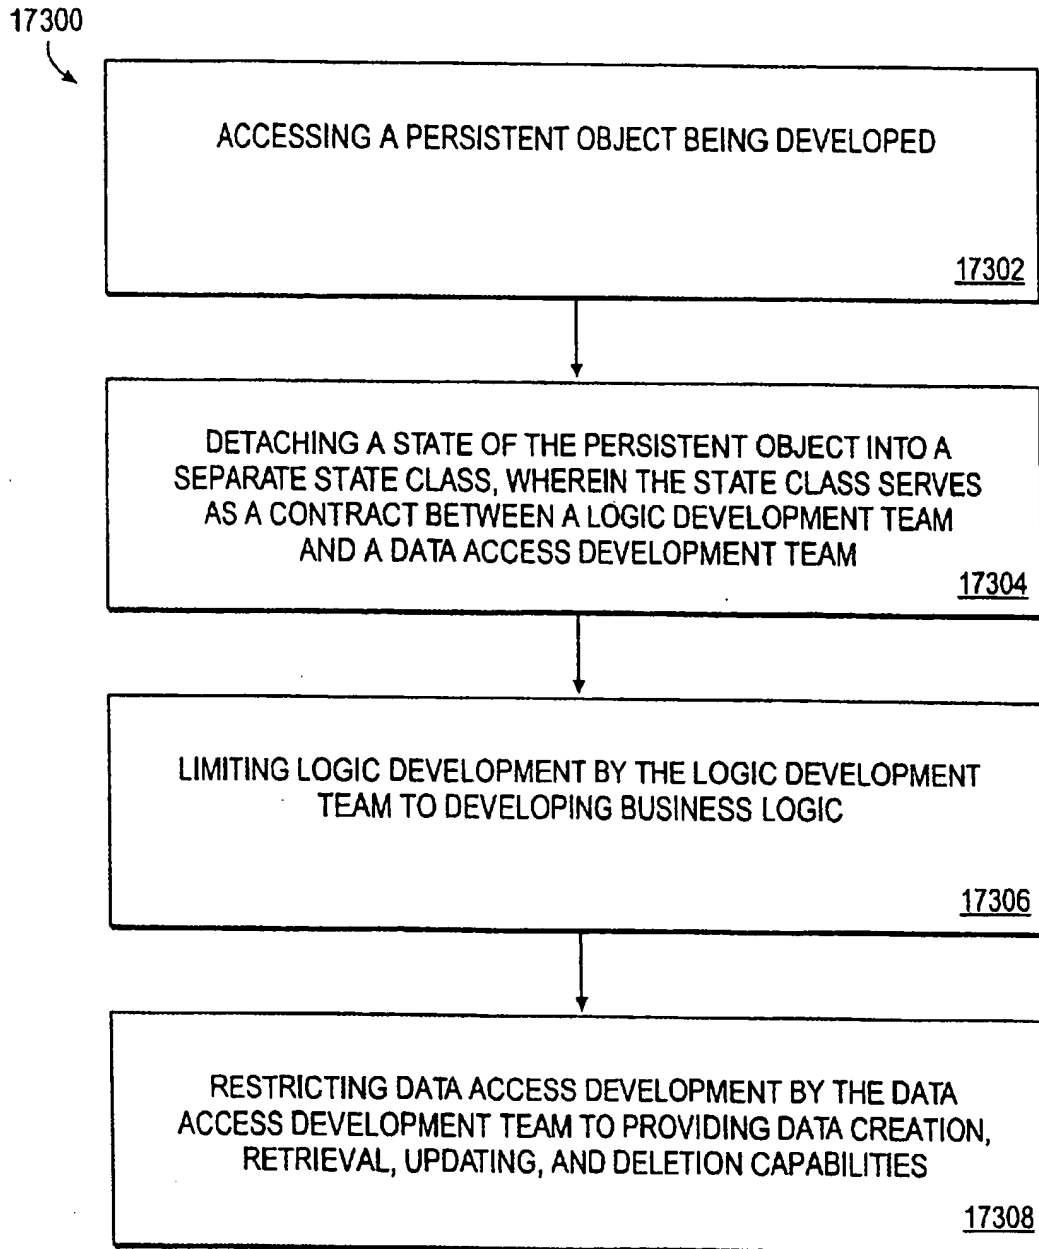 17300
ACCESSING A PERSISTENT OBJECT BEING DEVELOPED
17302
DETACHING A STATE OF THE PERSISTENT OBJECT INTO A
SEPARATE STATE CLASS, WHEREIN THE STATE CLASS SERVES
AS A CONTRACT BETWEEN A LOGIC DEVELOPMENT TEAM
AND A DATA ACCESS DEVELOPMENT TEAM
17304
LIMITING LOGIC DEVELOPMENT BY THE LOGIC DEVELOPMENT
TEAM TO DEVELOPING BUSINESS LOGIC
17306
RESTRICTING DATA ACCESS DEVELOPMENT BY THE DATA
ACCESS DEVELOPMENT TEAM TO PROVIDING DATA CREATION,
RETRIEVAL, UPDATING, AND DELETION CAPABILITIES
17308